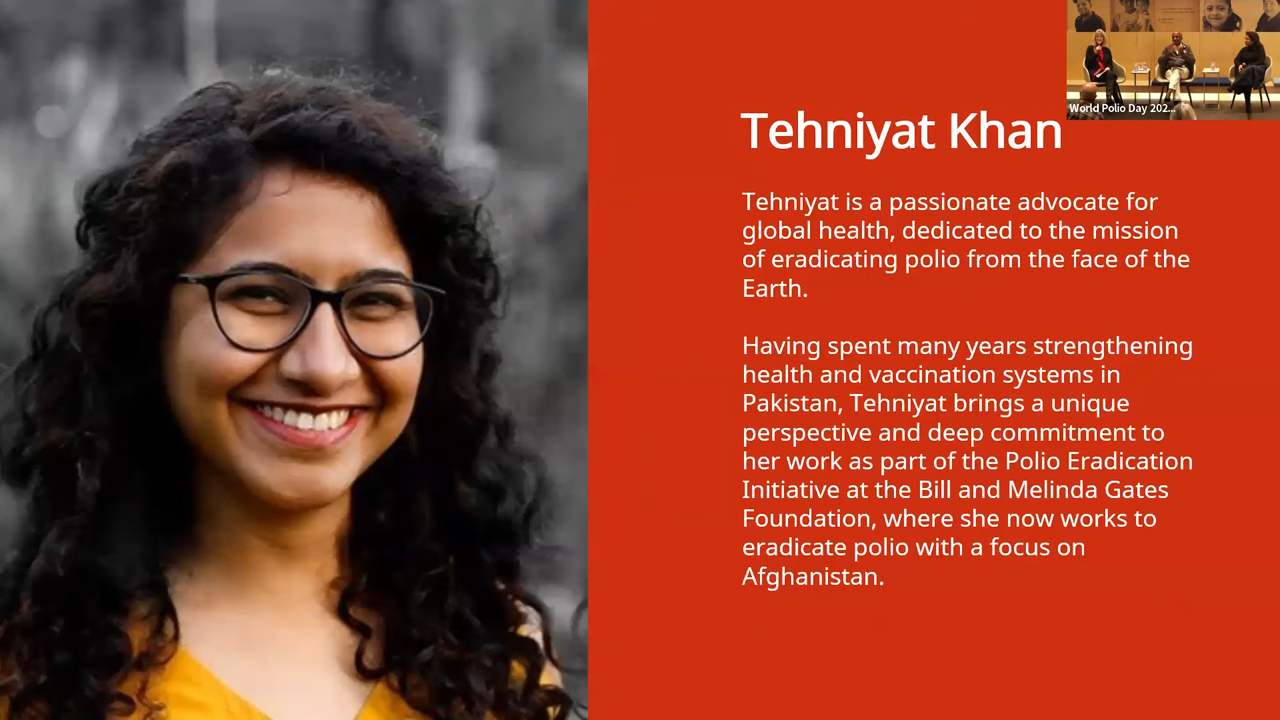 World Polio Day 202...
Tehniyat Khan
Tehniyat is a passionate advocate for
global health, dedicated to the mission
of eradicating polio from the face of the
Earth.
Having spent many years strengthening
health and vaccination systems in
Pakistan, Tehniyat brings a unique
perspective and deep commitment to
her work as part of the Polio Eradication
Initiative at the Bill and Melinda Gates
Foundation, where she now works to
eradicate polio with a focus on
Afghanistan.